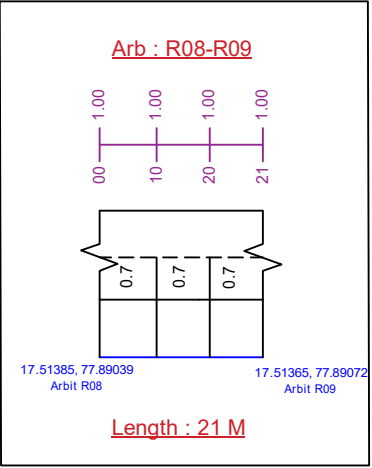 Arb : R08-R09
1.00 1.00 1.00 1.00
00 10 20 21
0.7 0.7 0.7
17.51385, 77.89039
Arbit R08
17.51365, 77.89072
Arbit R09
Length : 21 M